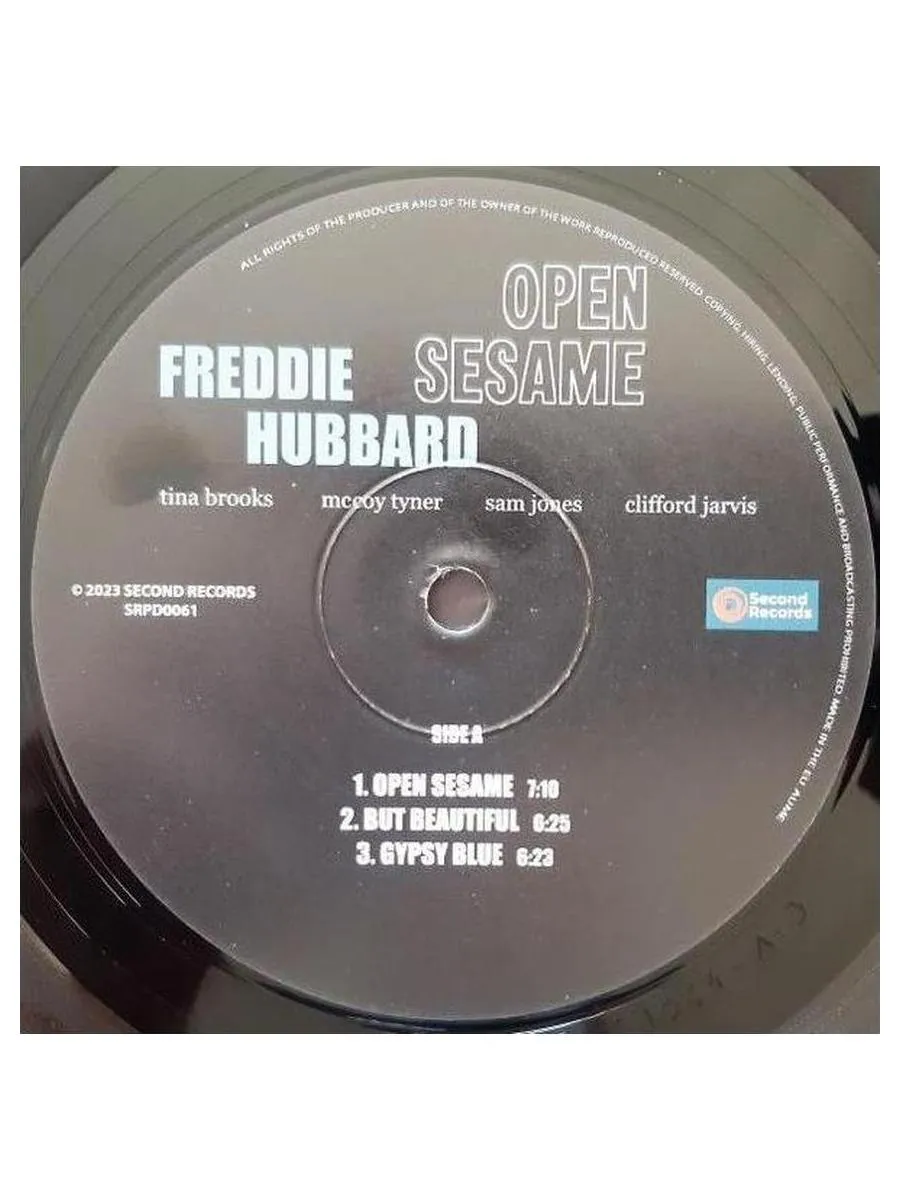 ALL RIGHTS OF THE PRODUCER AND OF THE OWNER OF THE WORK REPRODUCED RESERVED. COPYING, HIRING, LENDING, PUBLIC PERFORMANCE AND BROADCASTING PROHIBITED. MADE IN THE EU.
OPEN
SESAME
FREDDIE
HUBBARD
tina brooks mccoy tyner sam jones clifford jarvis
© 2023 SECOND RECORDS
SRPD0061
Second
Records
SIDE A
1. OPEN SESAME 7:10
2. BUT BEAUTIFUL 6:25
3. GYPSY BLUE 6:23